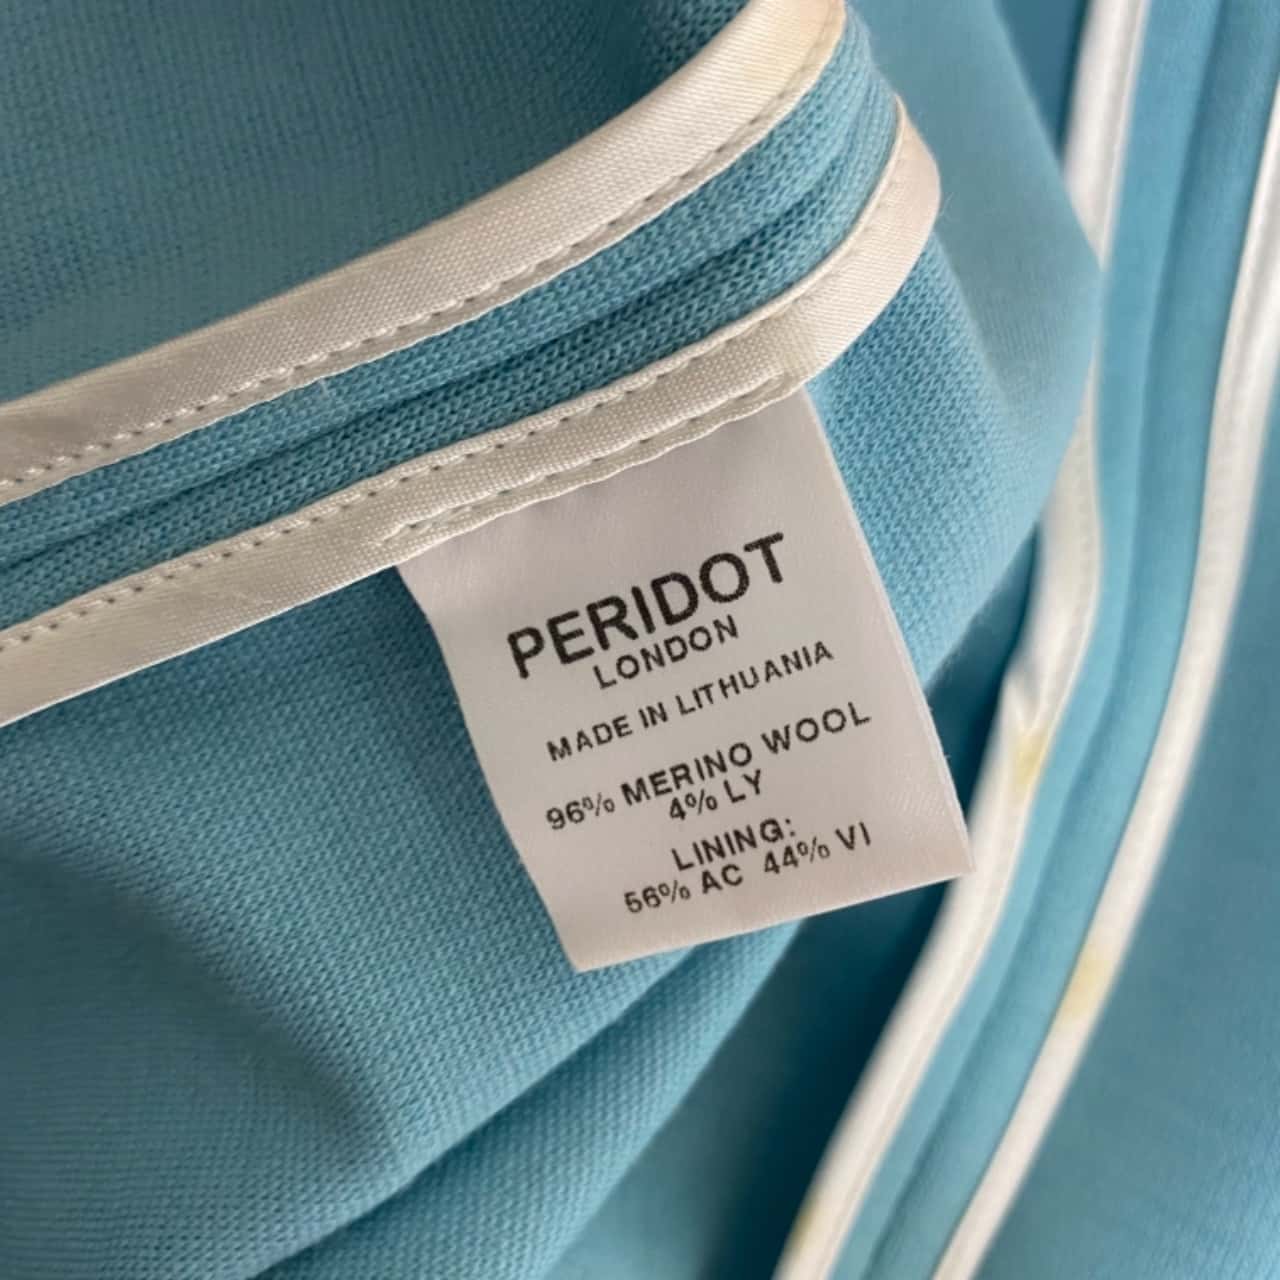 PERIDOT
LONDON
MADE IN LITHUANIA
96% MERINO WOOL
4% LY
LINING:
56% AC 44% VI